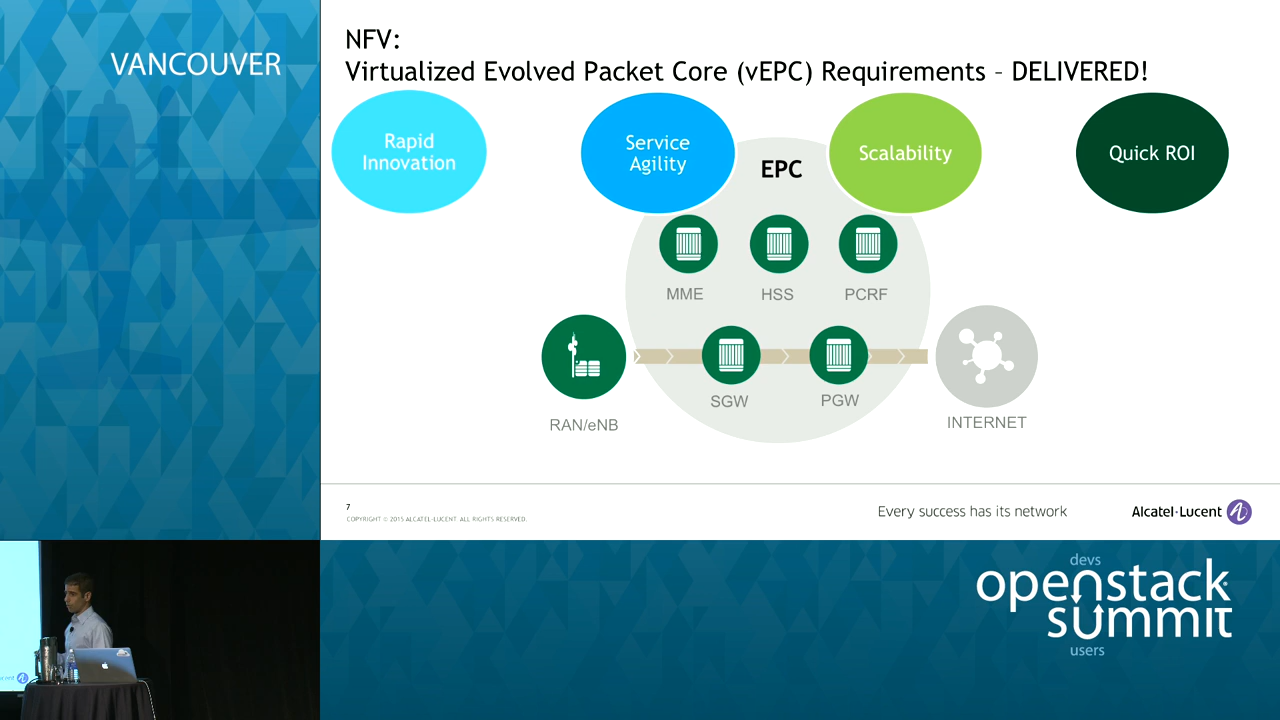 VANCOUVER
NFV:
Virtualized Evolved Packet Core (vEPC) Requirements – DELIVERED!
Rapid
Innovation
Service
Agility
EPC
Scalability
Quick ROI
MME
HSS
PCRF
SGW
PGW
RAN/eNB
INTERNET
7
COPYRIGHT © 2015 ALCATEL-LUCENT. ALL RIGHTS RESERVED.
Every success has its network
Alcatel·Lucent
devs
openstack
summit
users